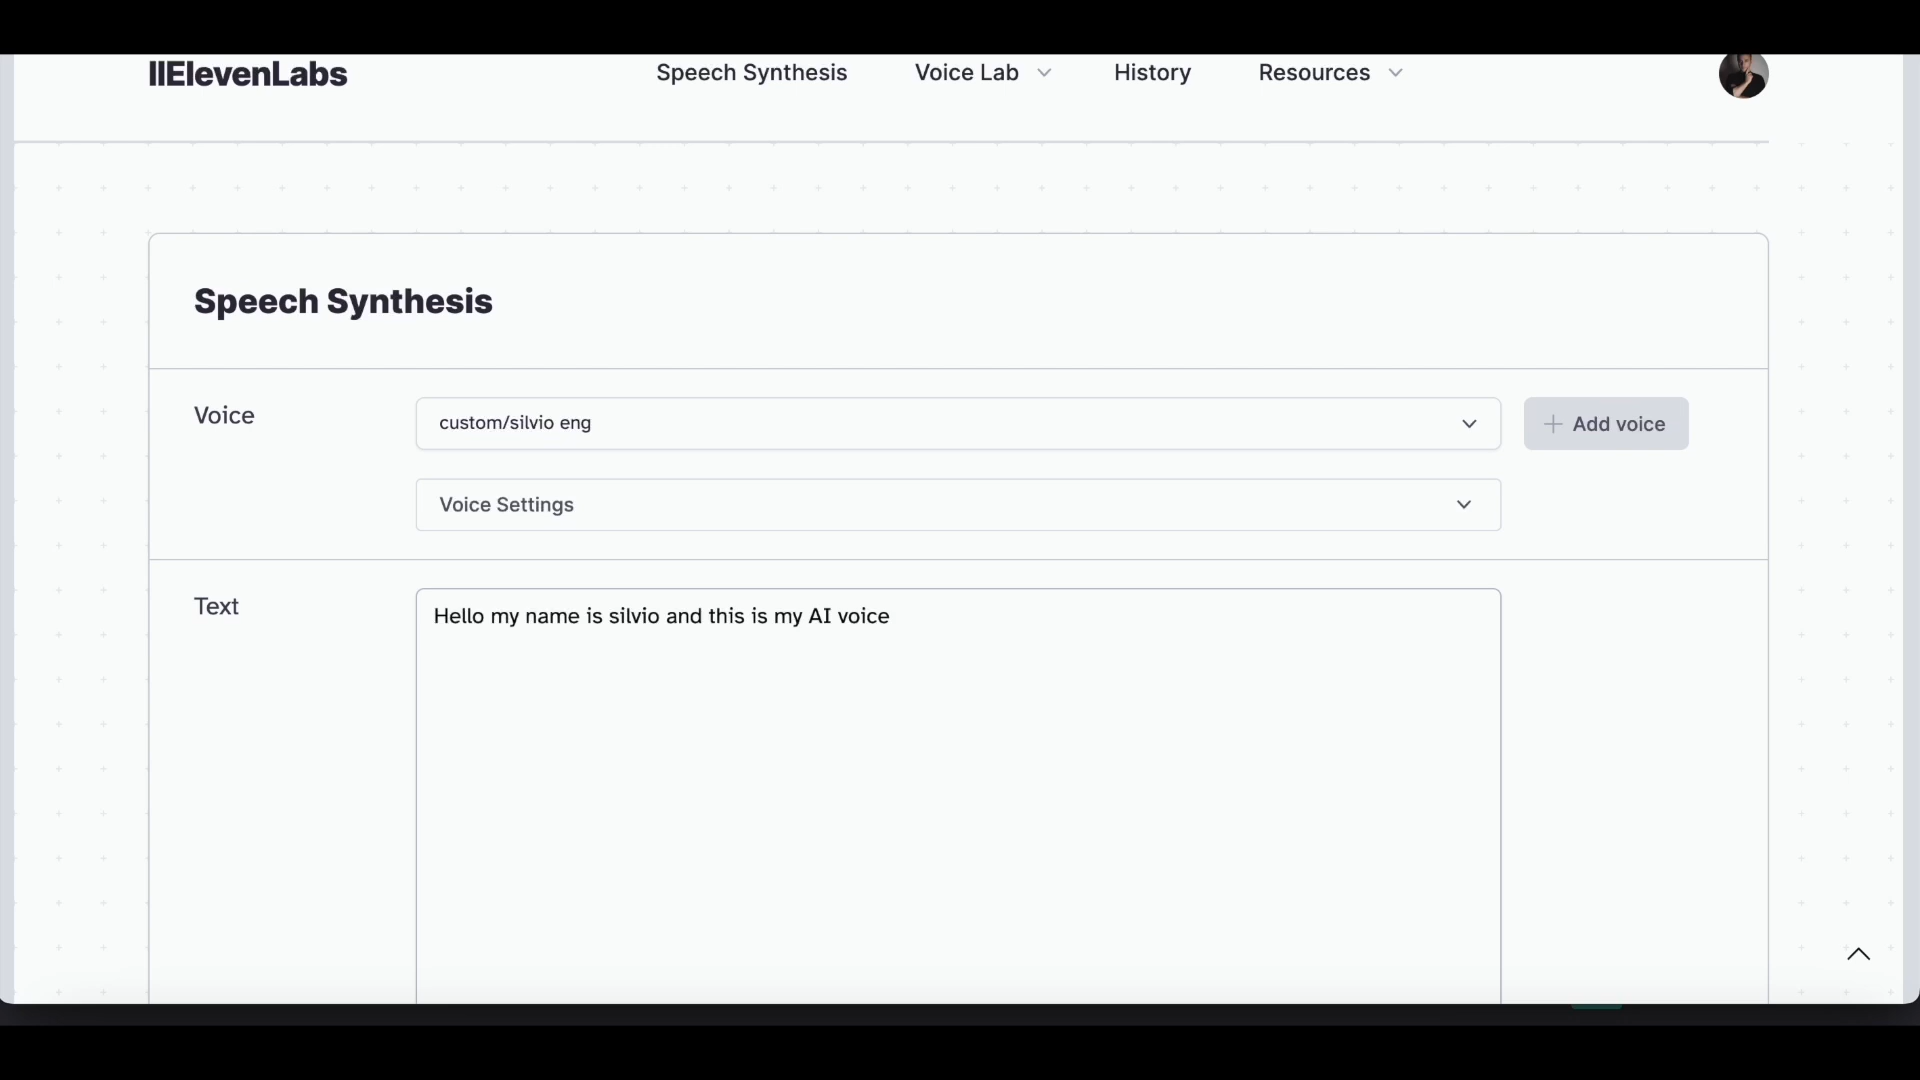 IIElevenLabs
Speech Synthesis
Voice Lab
History
Resources
Speech Synthesis
Voice
custom/silvio eng
Add voice
Voice Settings
Text
Hello my name is silvio and this is my AI voice